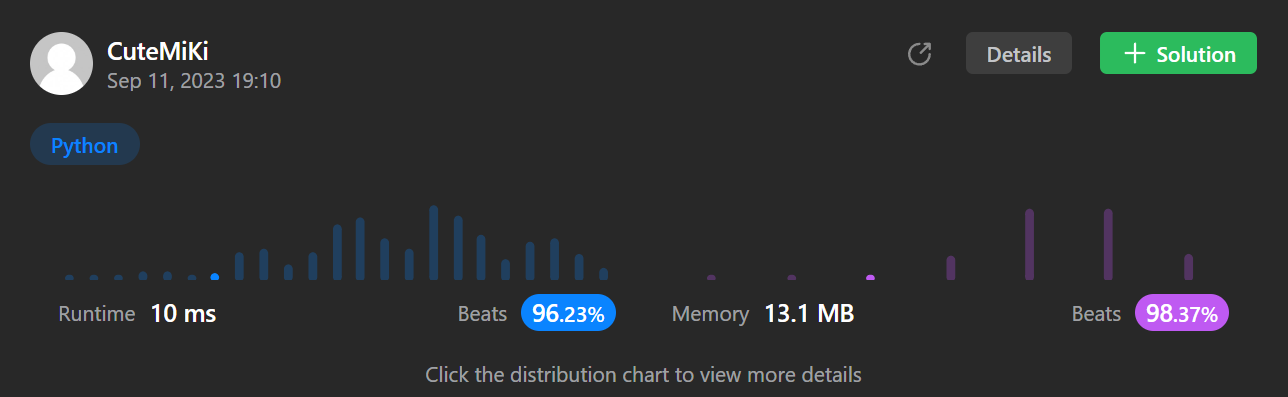 CuteMiKi
Sep 11, 2023 19:10
Details
Solution
Python
Runtime 10 ms Beats 96.23%
Memory 13.1 MB Beats 98.37%
Click the distribution chart to view more details